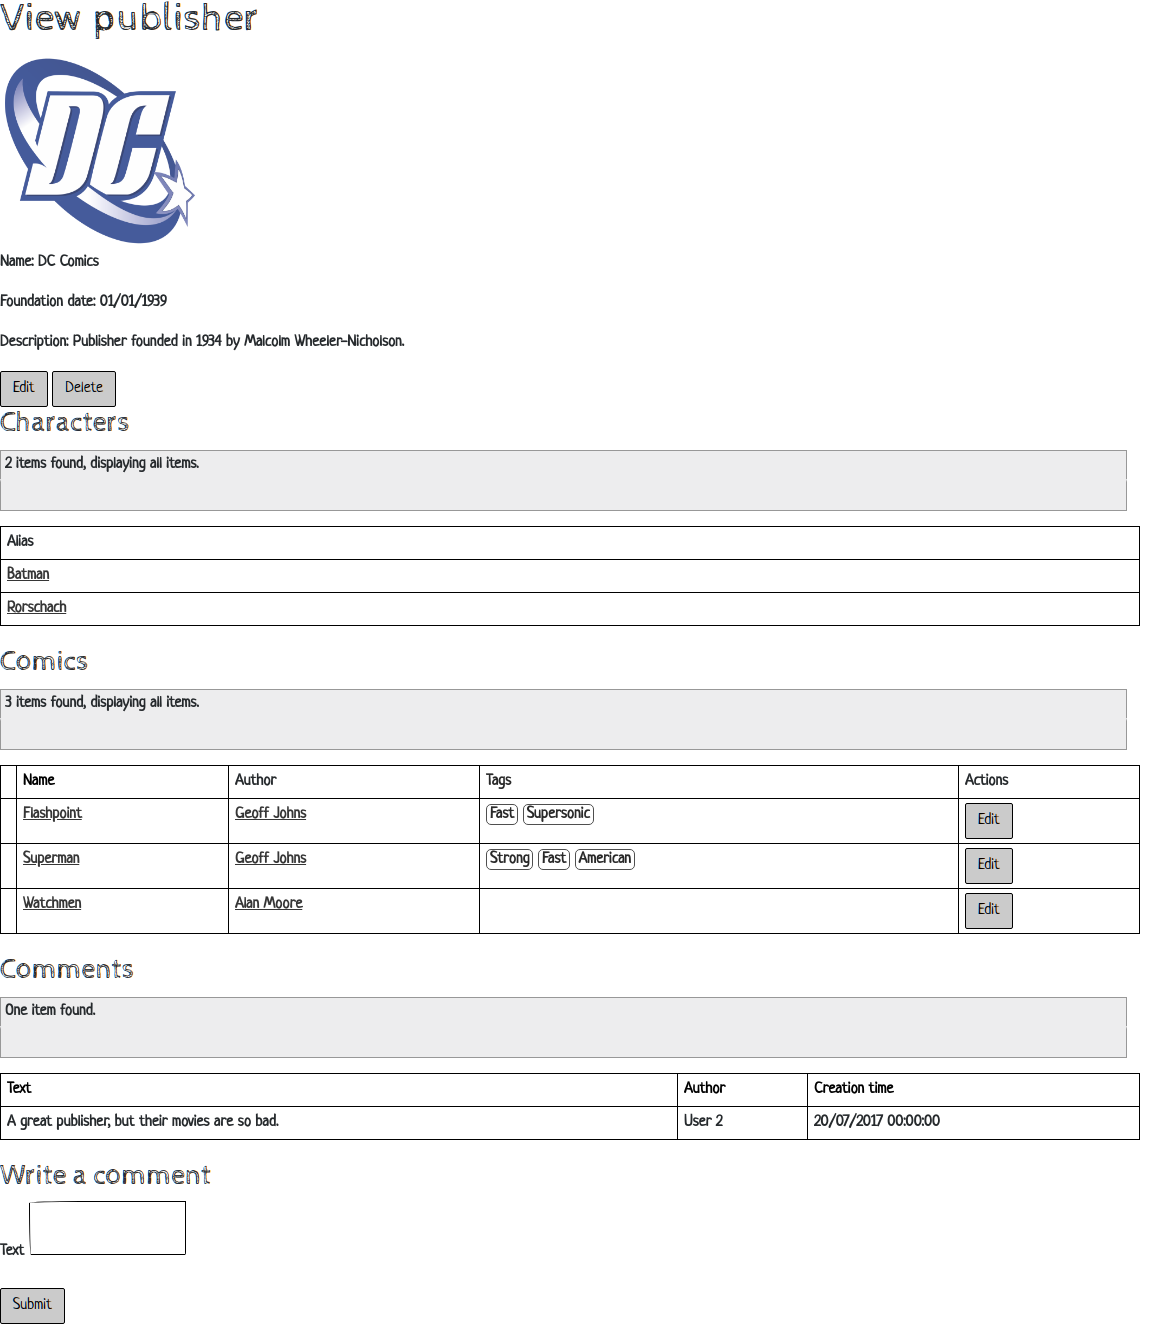 View publisher
DC
Name: DC Comics
Foundation date: 01/01/1939
Description: Publisher founded in 1934 by Malcolm Wheeler-Nicholson.
Edit Delete
Characters
2 items found, displaying all items.
Alias
Batman
Rorschach
Comics
3 items found, displaying all items.
Name Author Tags Actions
Flashpoint Geoff Johns Fast Supersonic Edit
Superman Geoff Johns Strong Fast American Edit
Watchmen Alan Moore Edit
Comments
One item found.
Text Author Creation time
A great publisher, but their movies are so bad. User 2 20/07/2017 00:00:00
Write a comment
Text
Submit